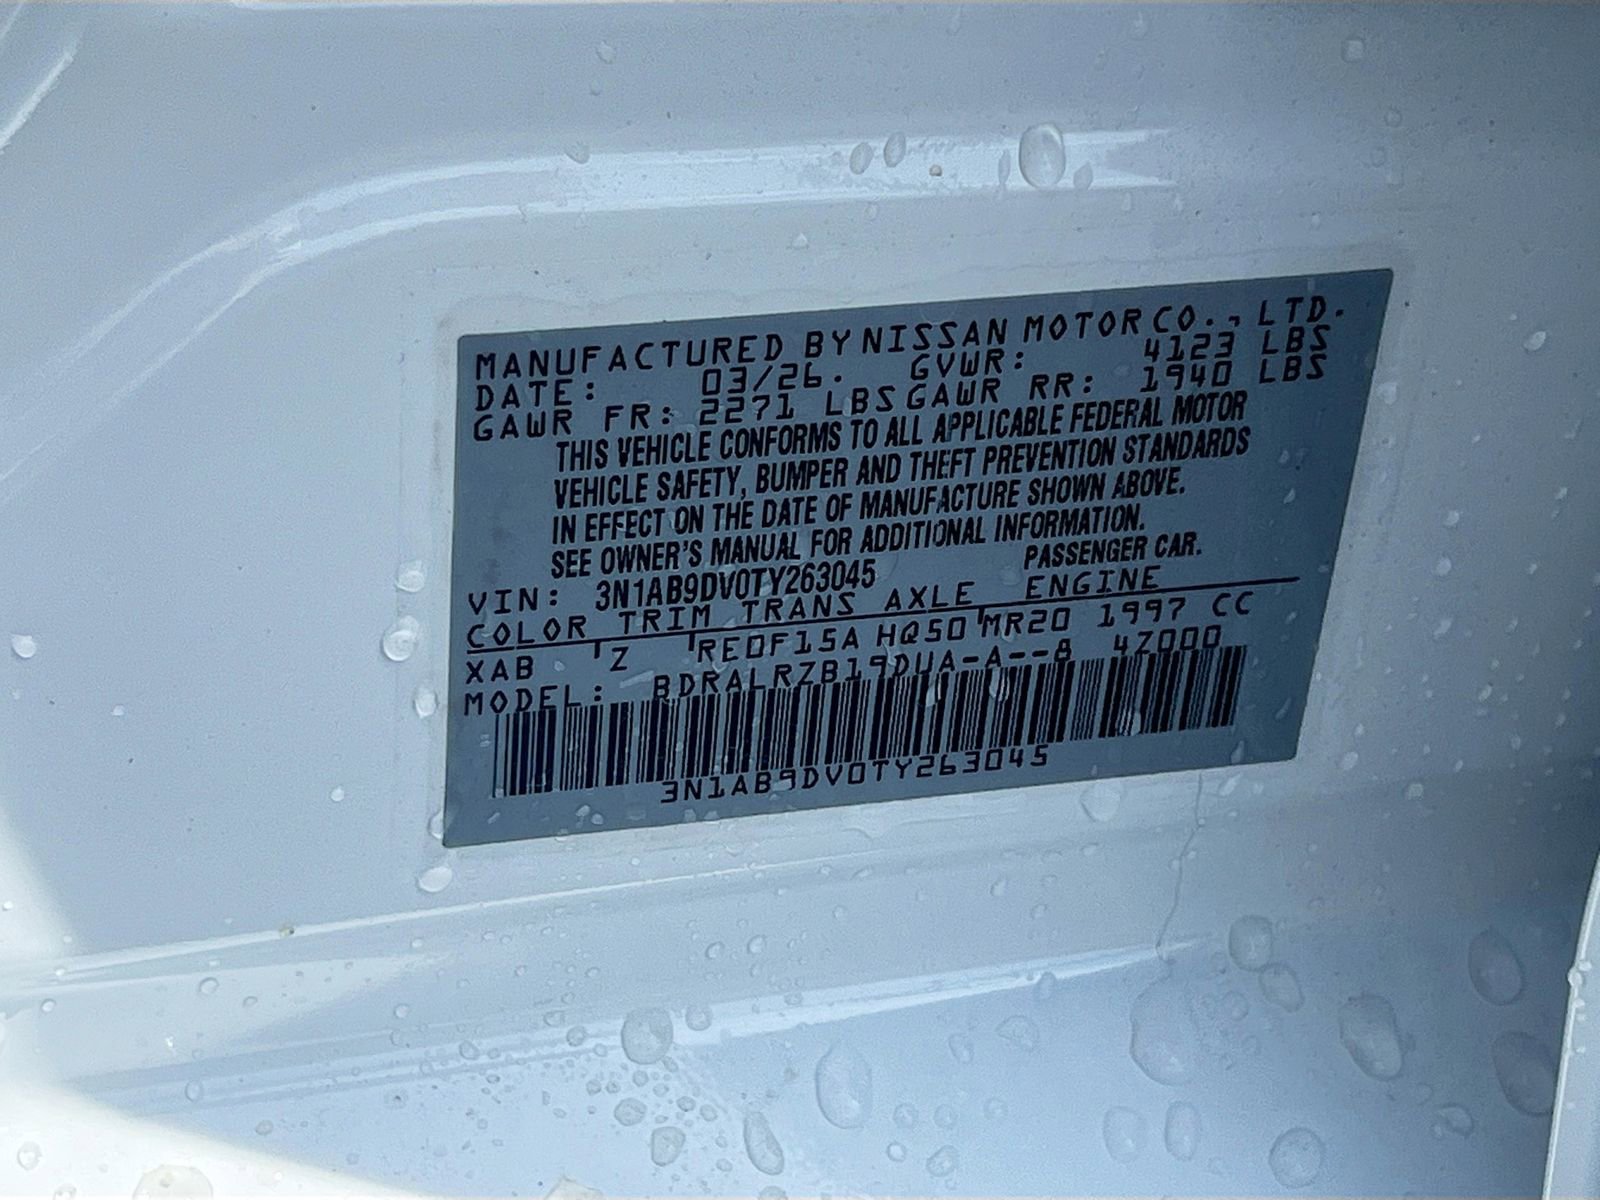 MANUFACTURED BY NISSAN MOTOR CO., LTD.
DATE: 03/26. GVWR: 4123 LBS
GAWR FR: 2271 LBS GAWR RR: 1940 LBS
THIS VEHICLE CONFORMS TO ALL APPLICABLE FEDERAL MOTOR
VEHICLE SAFETY, BUMPER AND THEFT PREVENTION STANDARDS
IN EFFECT ON THE DATE OF MANUFACTURE SHOWN ABOVE.
SEE OWNER'S MANUAL FOR ADDITIONAL INFORMATION.
PASSENGER CAR.
VIN: 3N1AB9DV0TY263045
COLOR TRIM TRANS AXLE ENGINE
XAB Z RE0F15A HQ50 MR20 1997 CC
MODEL: BDRALRZB19DUA-A--8 4Z000
3N1AB9DV0TY263045